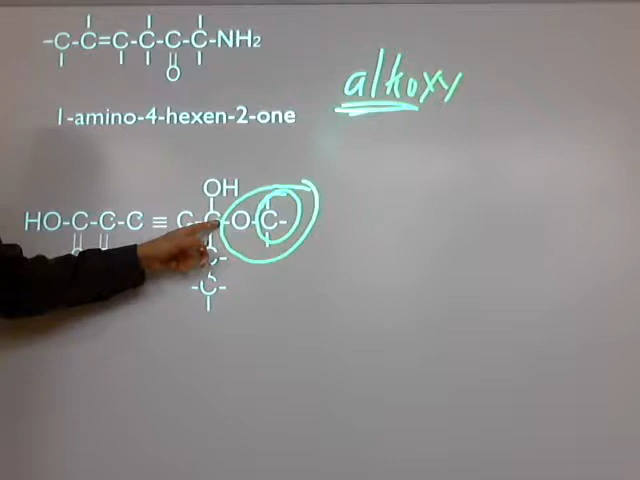 -C-C=C-C-C-C-NH2
O
1-amino-4-hexen-2-one
alkoxy
OH
HO-C-C-C ≡ C-C-O-C-
C-
-C-